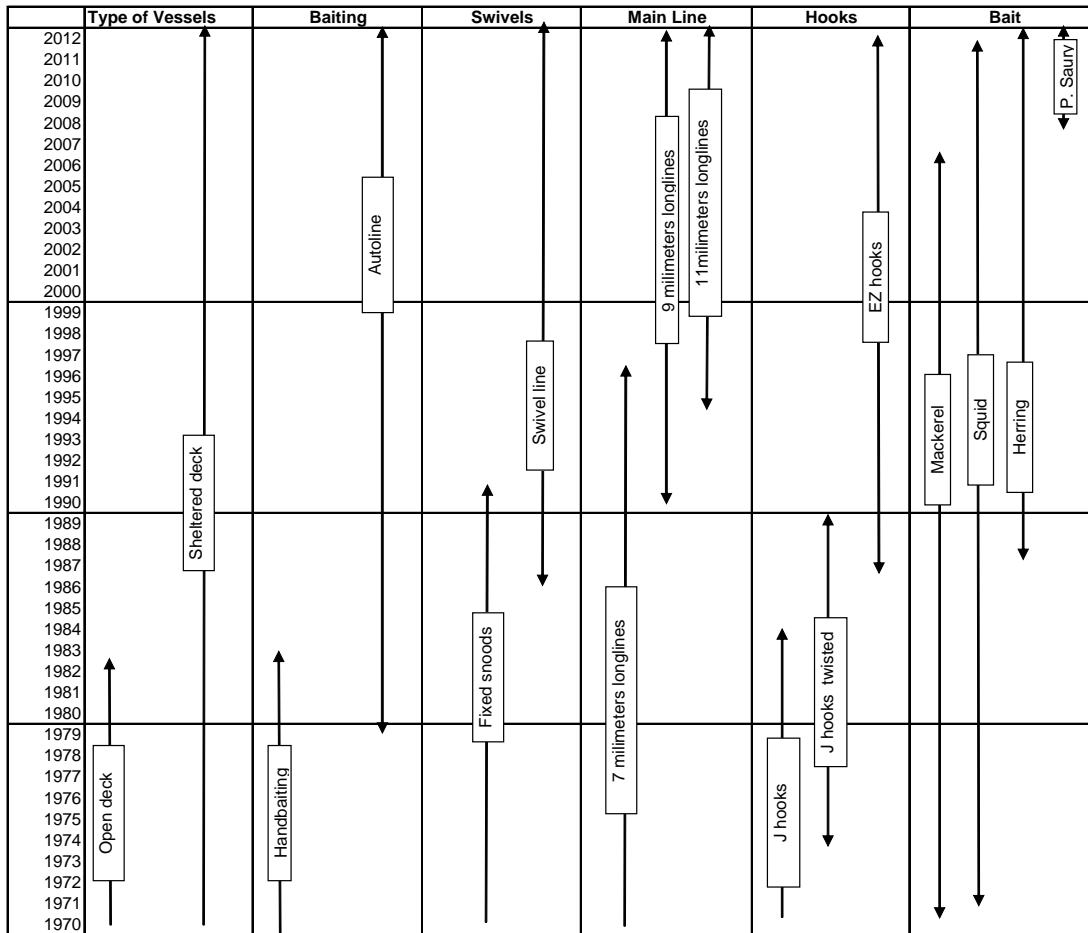 Type of Vessels Baiting Swivels Main Line Hooks Bait
2012
2011
2010
2009
2008
2007
2006
2005
2004
2003
2002
2001
2000
1999
1998
1997
1996
1995
1994
1993
1992
1991
1990
1989
1988
1987
1986
1985
1984
1983
1982
1981
1980
1979
1978
1977
1976
1975
1974
1973
1972
1971
1970
Open deck
Sheltered deck
Handbaiting
Autoline
Fixed snoods
Swivel line
7 milimeters longlines
9 milimeters longlines
11milimeters longlines
J hooks
J hooks twisted
EZ hooks
Mackerel
Squid
Herring
P. Saury